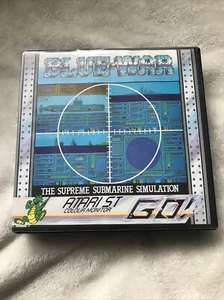 BLUE WAR
THE SUPREME SUBMARINE SIMULATION
ATARI ST
COLOUR MONITOR
GO!